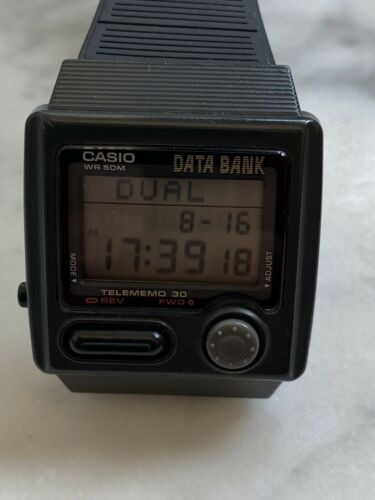 CASIO DATA BANK
WR 50M
DUAL
8-16
17:39 18
MODE ▼
▼ ADJUST
TELEMEMO 30
REV FWD